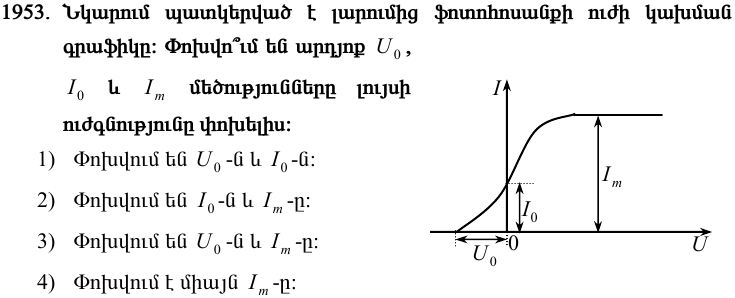 1953. Նկարում պատկերված է լարումից ֆոտոհոսանքի ուժի կախման
գրաֆիկը: Փոխվո՞ւմ են արդյոք U₀,
I₀ և Iₘ մեծությունները լույսի
ուժգնությունը փոխելիս:
1) Փոխվում են U₀-ն և I₀-ն:
2) Փոխվում են I₀-ն և Iₘ-ը:
3) Փոխվում են U₀-ն և Iₘ-ը:
4) Փոխվում է միայն Iₘ-ը:
I
Iₘ
I₀
U₀
0
U